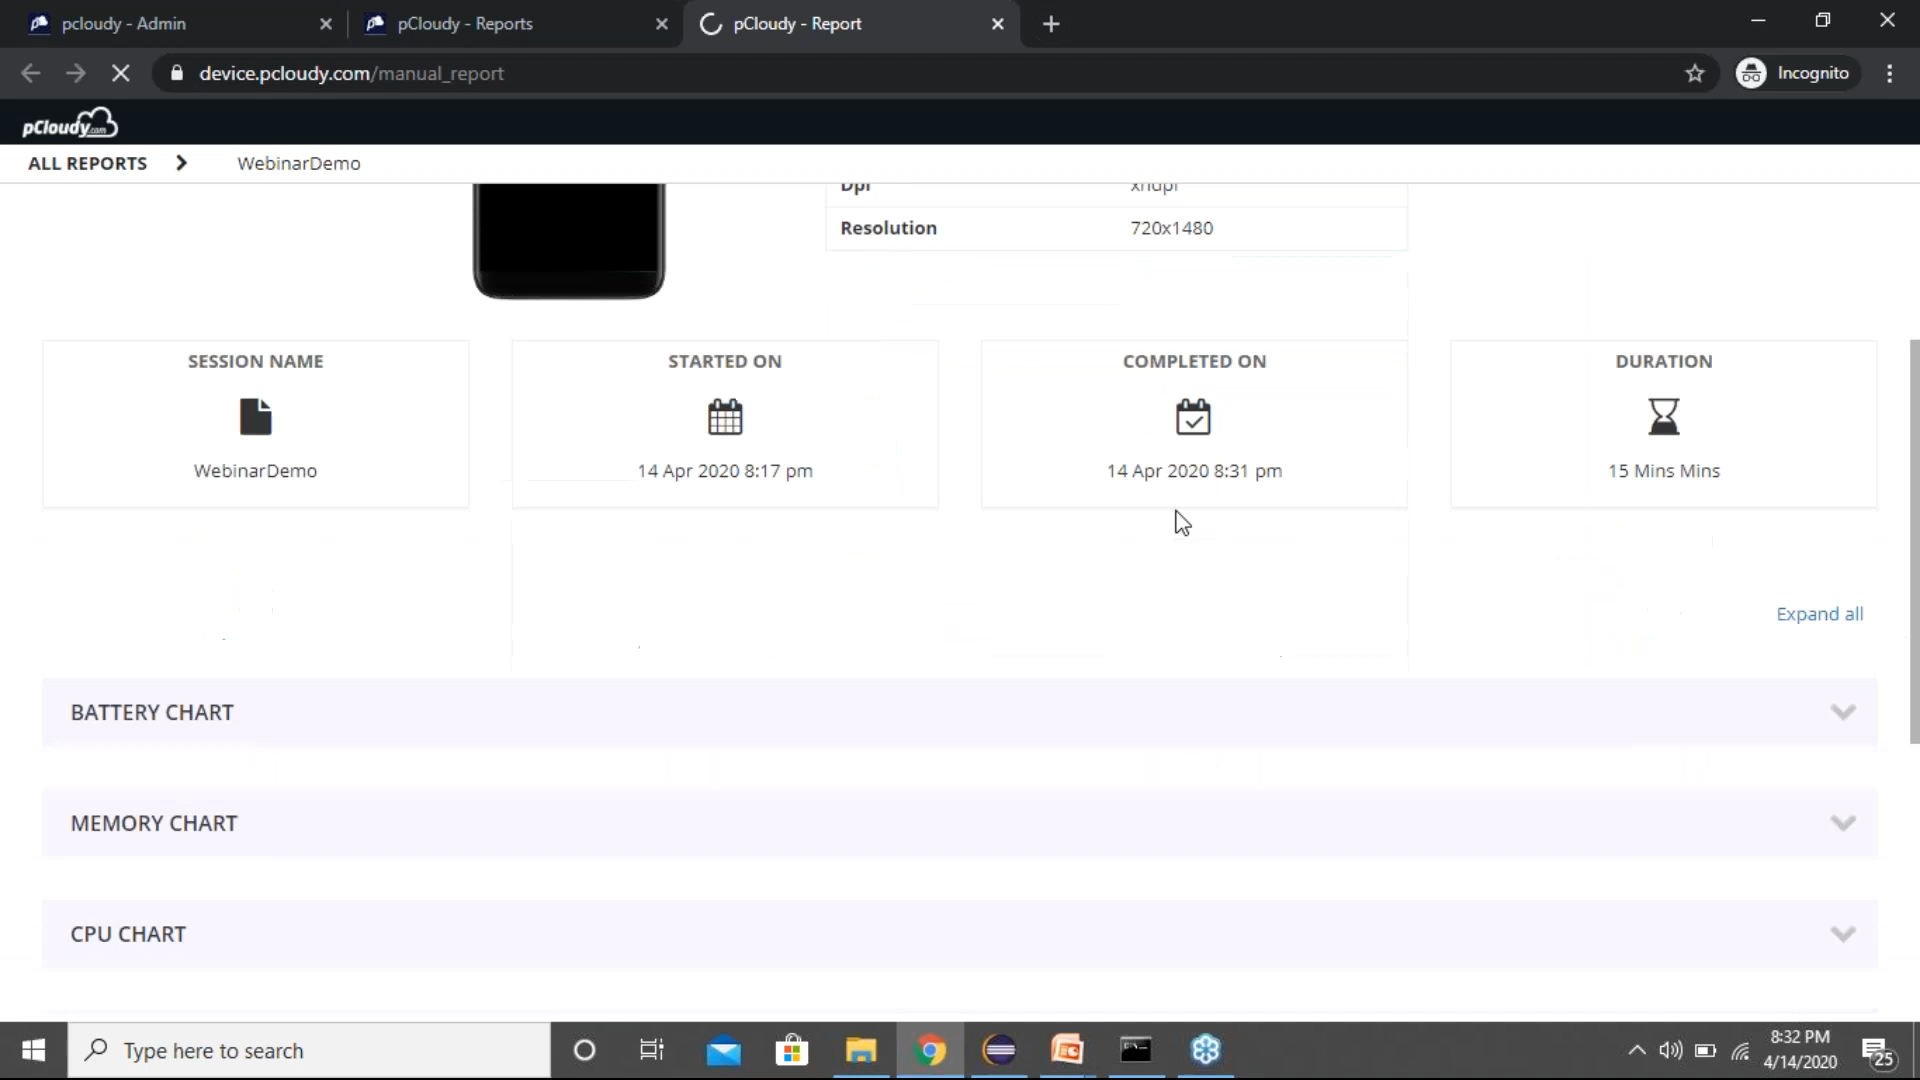 pcloudy - Admin
pCloudy - Reports
pCloudy - Report
device.pcloudy.com/manual_report
Incognito
pCloudy.com
ALL REPORTS
WebinarDemo
Dpi xhdpi
Resolution 720x1480
SESSION NAME
WebinarDemo
STARTED ON
14 Apr 2020 8:17 pm
COMPLETED ON
14 Apr 2020 8:31 pm
DURATION
15 Mins Mins
Expand all
BATTERY CHART
MEMORY CHART
CPU CHART
Type here to search
8:32 PM
4/14/2020
25